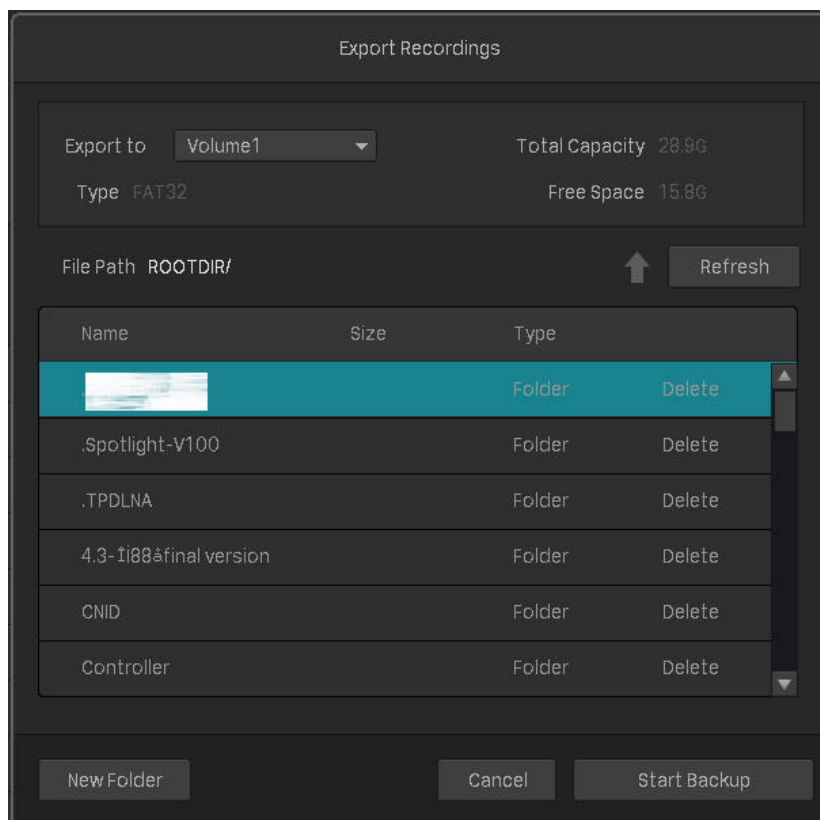 Export Recordings
Export to Volume1 Total Capacity 28.9G
Type FAT32 Free Space 15.8G
File Path ROOTDIR/ Refresh
Name Size Type
Folder Delete
.Spotlight-V100 Folder Delete
.TPDLNA Folder Delete
4.3-ÌÌ88åfinal version Folder Delete
CNID Folder Delete
Controller Folder Delete
New Folder Cancel Start Backup